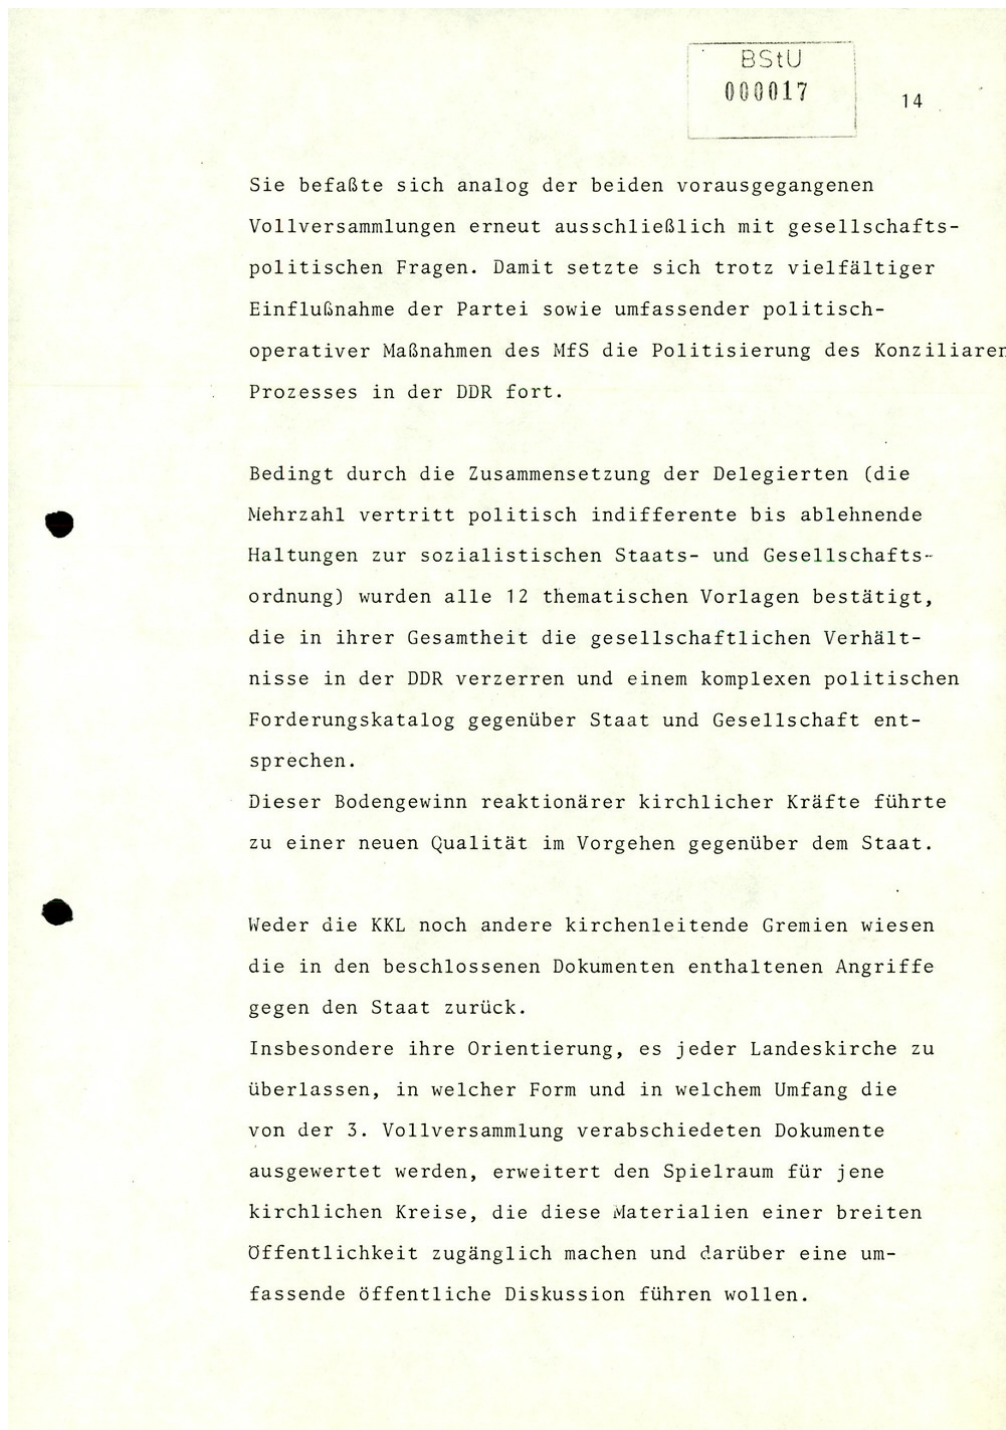 BStU
000017
14
Sie befaßte sich analog der beiden vorausgegangenen
Vollversammlungen erneut ausschließlich mit gesellschafts-
politischen Fragen. Damit setzte sich trotz vielfältiger
Einflußnahme der Partei sowie umfassender politisch-
operativer Maßnahmen des MfS die Politisierung des Konziliaren
Prozesses in der DDR fort.
Bedingt durch die Zusammensetzung der Delegierten (die
Mehrzahl vertritt politisch indifferente bis ablehnende
Haltungen zur sozialistischen Staats- und Gesellschafts-
ordnung) wurden alle 12 thematischen Vorlagen bestätigt,
die in ihrer Gesamtheit die gesellschaftlichen Verhält-
nisse in der DDR verzerren und einem komplexen politischen
Forderungskatalog gegenüber Staat und Gesellschaft ent-
sprechen.
Dieser Bodengewinn reaktionärer kirchlicher Kräfte führte
zu einer neuen Qualität im Vorgehen gegenüber dem Staat.
Weder die KKL noch andere kirchenleitende Gremien wiesen
die in den beschlossenen Dokumenten enthaltenen Angriffe
gegen den Staat zurück.
Insbesondere ihre Orientierung, es jeder Landeskirche zu
überlassen, in welcher Form und in welchem Umfang die
von der 3. Vollversammlung verabschiedeten Dokumente
ausgewertet werden, erweitert den Spielraum für jene
kirchlichen Kreise, die diese Materialien einer breiten
Öffentlichkeit zugänglich machen und darüber eine um-
fassende öffentliche Diskussion führen wollen.